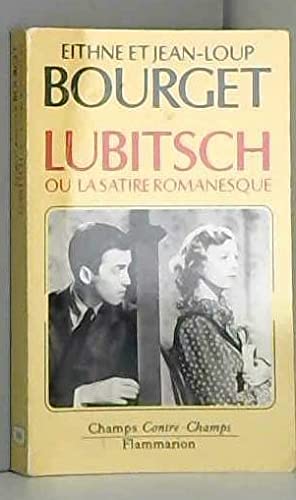 EITHNE ET JEAN-LOUP
BOURGET
LUBITSCH
OU LA SATIRE ROMANESQUE
Champs Contre-Champs
Flammarion